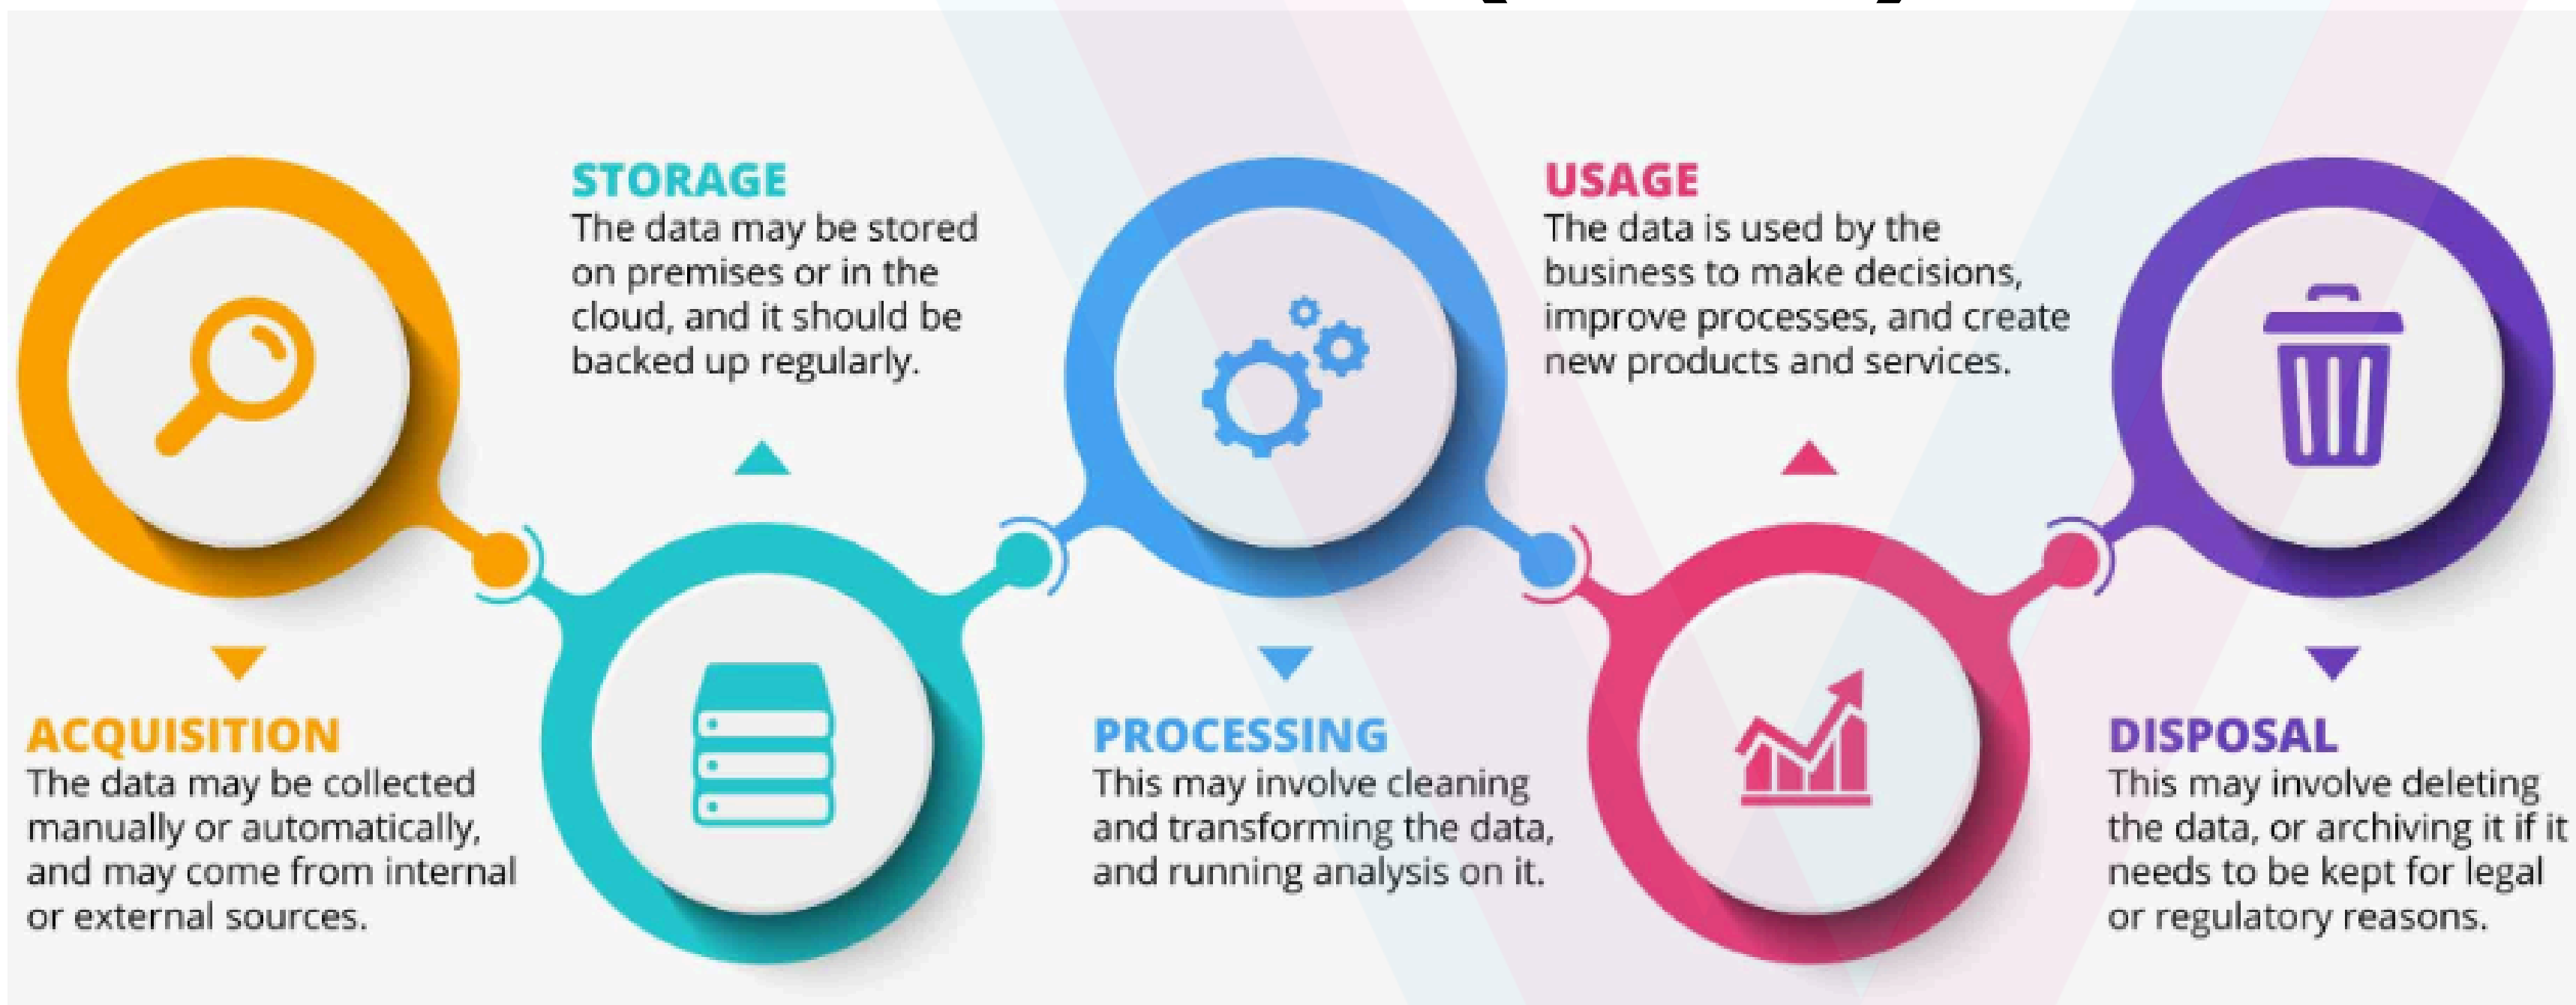 STORAGE
The data may be stored
on premises or in the
cloud, and it should be
backed up regularly.
USAGE
The data is used by the
business to make decisions,
improve processes, and create
new products and services.
ACQUISITION
The data may be collected
manually or automatically,
and may come from internal
or external sources.
PROCESSING
This may involve cleaning
and transforming the data,
and running analysis on it.
DISPOSAL
This may involve deleting
the data, or archiving it if it
needs to be kept for legal
or regulatory reasons.